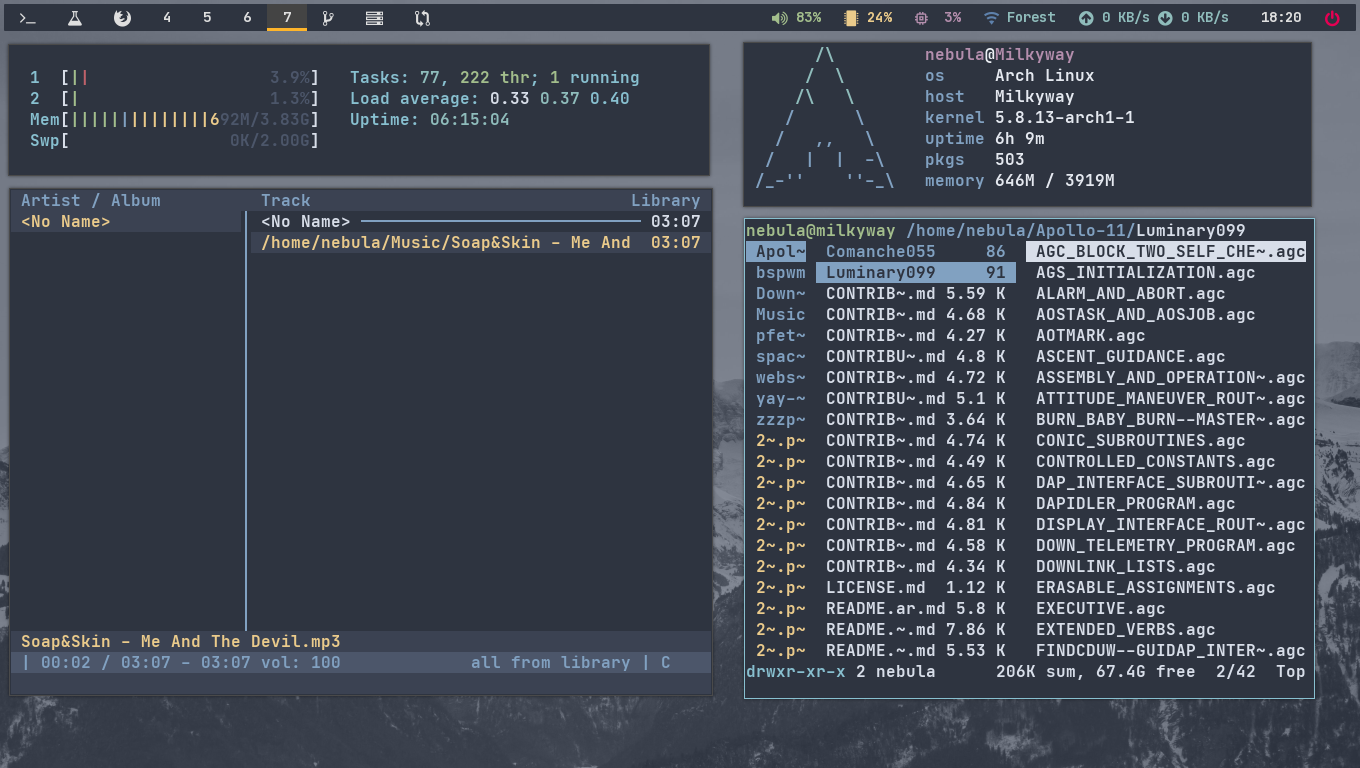 >_ 4 5 6 7 83% 24% 3% Forest 0 KB/s 0 KB/s 18:20
1 [|| 3.9%] Tasks: 77, 222 thr; 1 running
2 [| 1.3%] Load average: 0.33 0.37 0.40
Mem[||||||||||||||692M/3.83G] Uptime: 06:15:04
Swp[ 0K/2.00G]
nebula@Milkyway
os Arch Linux
host Milkyway
kernel 5.8.13-arch1-1
uptime 6h 9m
pkgs 503
memory 646M / 3919M
Artist / Album Track Library
<No Name> <No Name> 03:07
/home/nebula/Music/Soap&Skin - Me And 03:07
Soap&Skin - Me And The Devil.mp3
| 00:02 / 03:07 - 03:07 vol: 100 all from library | C
nebula@milkyway /home/nebula/Apollo-11/Luminary099
Apol~ Comanche055 86 AGC_BLOCK_TWO_SELF_CHE~.agc
bspwm Luminary099 91 AGS_INITIALIZATION.agc
Down~ CONTRIB~.md 5.59 K ALARM_AND_ABORT.agc
Music CONTRIB~.md 4.68 K AOSTASK_AND_AOSJOB.agc
pfet~ CONTRIB~.md 4.27 K AOTMARK.agc
spac~ CONTRIBU~.md 4.8 K ASCENT_GUIDANCE.agc
webs~ CONTRIB~.md 4.72 K ASSEMBLY_AND_OPERATION~.agc
yay-~ CONTRIBU~.md 5.1 K ATTITUDE_MANEUVER_ROUT~.agc
zzzp~ CONTRIB~.md 3.64 K BURN_BABY_BURN--MASTER~.agc
2~.p~ CONTRIB~.md 4.74 K CONIC_SUBROUTINES.agc
2~.p~ CONTRIB~.md 4.49 K CONTROLLED_CONSTANTS.agc
2~.p~ CONTRIB~.md 4.65 K DAP_INTERFACE_SUBROUTI~.agc
2~.p~ CONTRIB~.md 4.84 K DAPIDLER_PROGRAM.agc
2~.p~ CONTRIB~.md 4.81 K DISPLAY_INTERFACE_ROUT~.agc
2~.p~ CONTRIB~.md 4.58 K DOWN_TELEMETRY_PROGRAM.agc
2~.p~ CONTRIB~.md 4.34 K DOWNLINK_LISTS.agc
2~.p~ LICENSE.md 1.12 K ERASABLE_ASSIGNMENTS.agc
2~.p~ README.ar.md 5.8 K EXECUTIVE.agc
2~.p~ README.~.md 7.86 K EXTENDED_VERBS.agc
2~.p~ README.~.md 5.53 K FINDCDUW--GUIDAP_INTER~.agc
drwxr-xr-x 2 nebula 206K sum, 67.4G free 2/42 Top